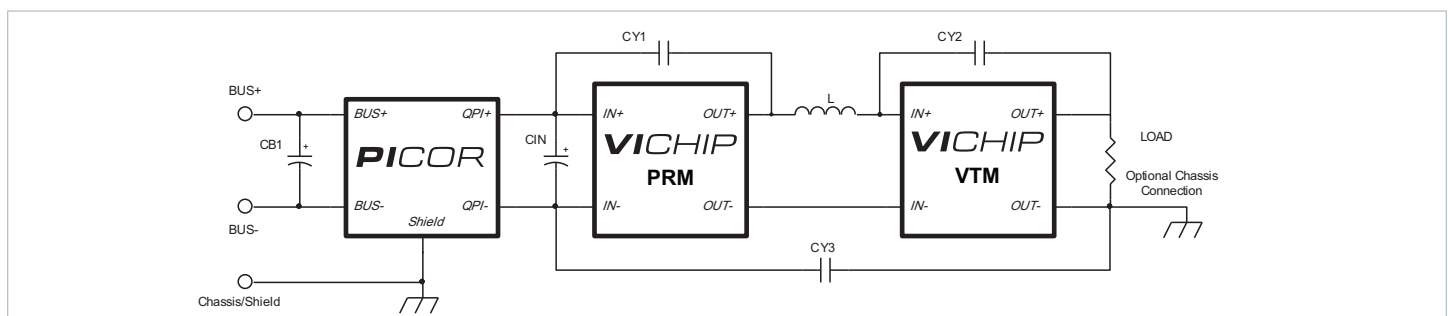 CY1
CY2
BUS+
CB1
+
BUS-
Chassis/Shield
BUS+
QPI+
PICOR
BUS-
QPI-
Shield
CIN
+
IN+
OUT+
VICHIP
PRM
IN-
OUT-
L
IN+
OUT+
VICHIP
VTM
IN-
OUT-
LOAD
Optional Chassis
Connection
CY3